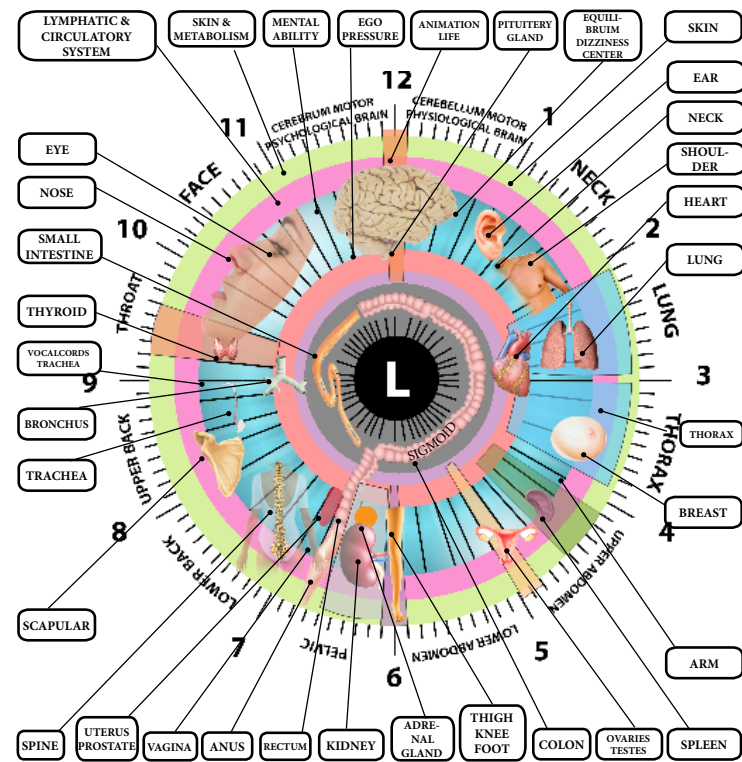 LYMPHATIC &
CIRCULATORY
SYSTEM
SKIN &
METABOLISM
MENTAL
ABILITY
EGO
PRESSURE
ANIMATION
LIFE
PITUITERY
GLAND
EQUILI-
BRUIM
DIZZINESS
CENTER
SKIN
EAR
NECK
SHOUL-
DER
HEART
LUNG
THORAX
BREAST
ARM
SPLEEN
EYE
NOSE
SMALL
INTESTINE
THYROID
VOCALCORDS
TRACHEA
BRONCHUS
TRACHEA
SCAPULAR
SPINE
UTERUS
PROSTATE
VAGINA
ANUS
RECTUM
KIDNEY
ADRE-
NAL
GLAND
THIGH
KNEE
FOOT
COLON
OVARIES
TESTES
12
1
2
3
4
5
6
7
8
9
10
11
CEREBRUM MOTOR
PSYCHOLOGICAL BRAIN
CEREBELLUM MOTOR
PHYSIOLOGICAL BRAIN
NECK
LUNG
THORAX
UPPER ABDOMEN
LOWER ABDOMEN
PELVIC
LOWER BACK
UPPER BACK
THROAT
FACE
SIGMOID
L